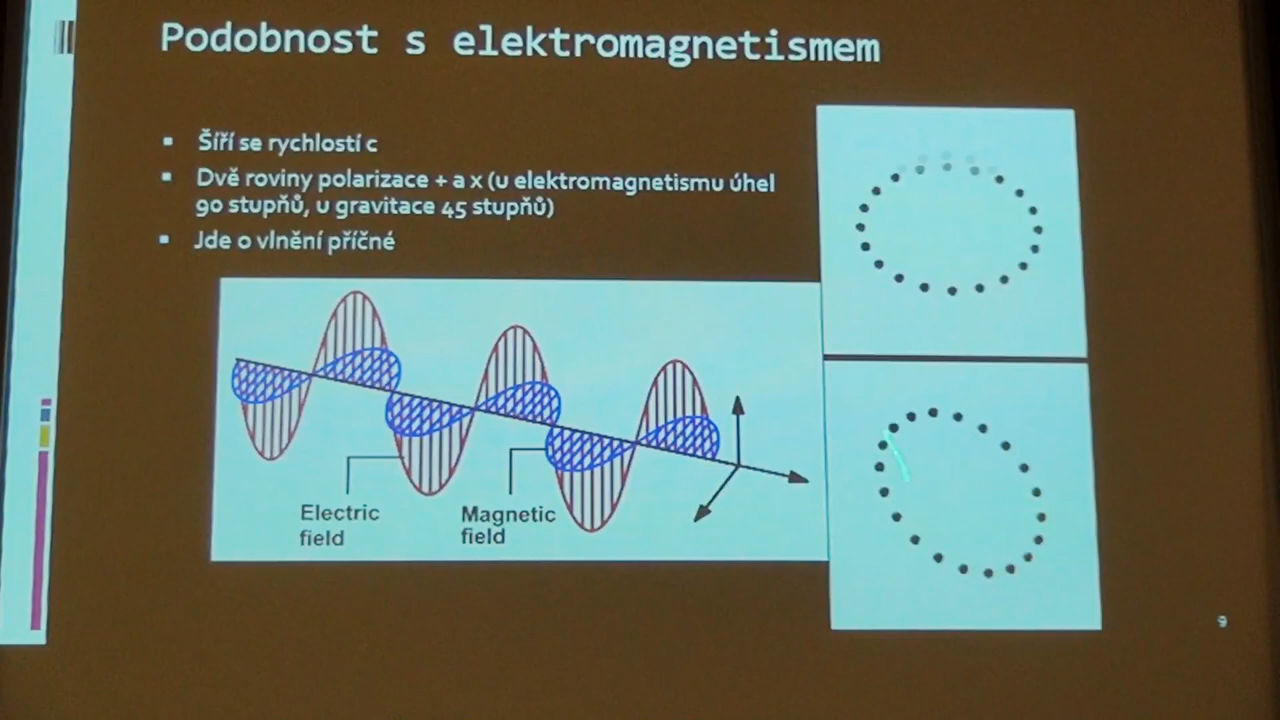 Podobnost s elektromagnetismem
▪ Šíří se rychlostí c
▪ Dvě roviny polarizace + a x (u elektromagnetismu úhel
90 stupňů, u gravitace 45 stupňů)
▪ Jde o vlnění příčné
Electric
field
Magnetic
field
9